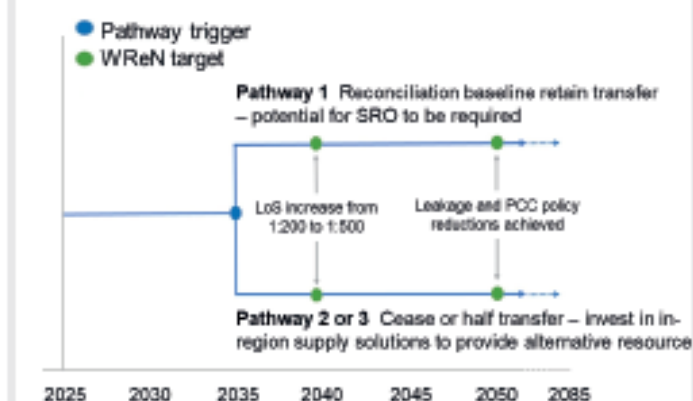 Pathway trigger
WReN target
Pathway 1 Reconciliation baseline retain transfer
– potential for SRO to be required
LoS increase from
1:200 to 1:500
Leakage and PCC policy
reductions achieved
Pathway 2 or 3 Cease or half transfer – invest in in-
region supply solutions to provide alternative resource
2025 2030 2035 2040 2045 2050 2085